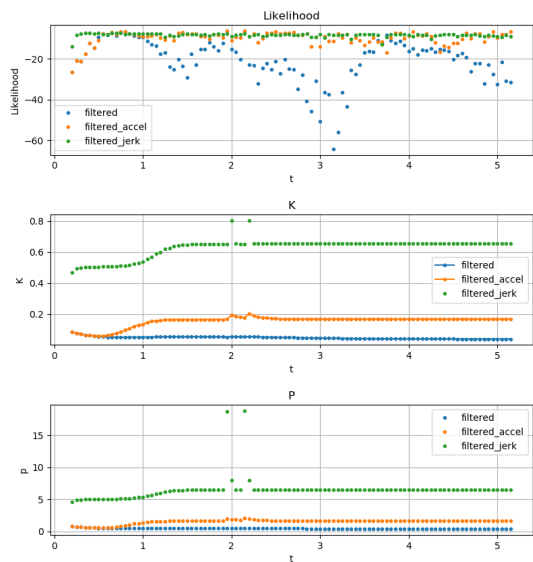 Likelihood
−20
−40
−60
Likelihood
filtered
filtered_accel
filtered_jerk
0 1 2 3 4 5
t
K
0.8
0.6
0.4
0.2
K
filtered
filtered_accel
filtered_jerk
0 1 2 3 4 5
t
P
15
10
5
0
p
filtered
filtered_accel
filtered_jerk
0 1 2 3 4 5
t